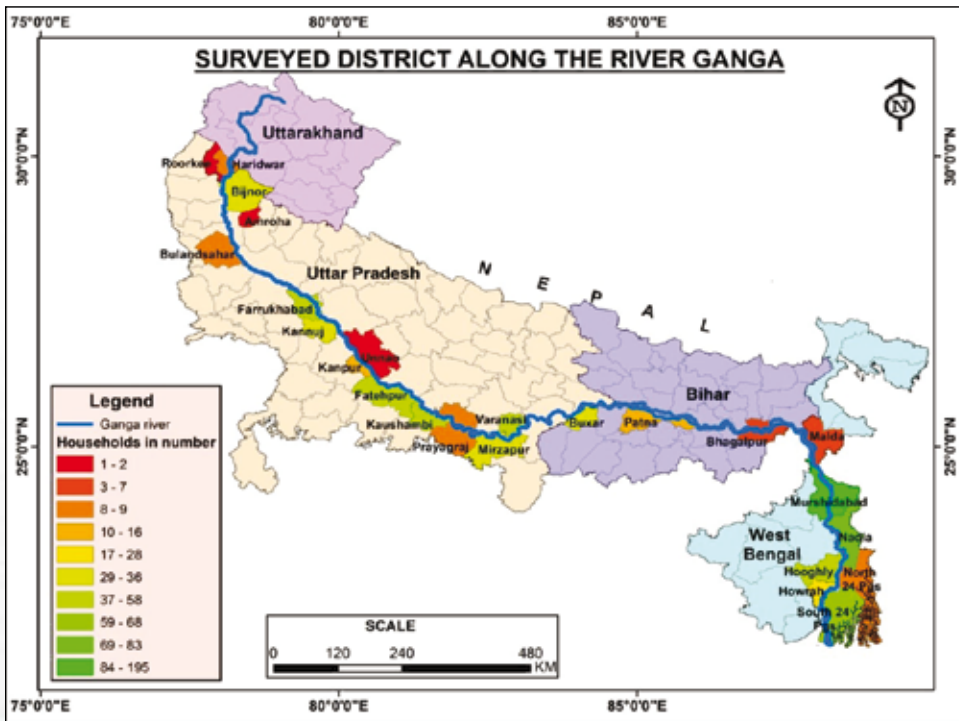 75°0'0"E 80°0'0"E 85°0'0"E
SURVEYED DISTRICT ALONG THE RIVER GANGA
N
30°0'0"N
30°0'0"N
25°0'0"N
25°0'0"N
Uttarakhand
Roorkee
Haridwar
Bijnor
Amroha
Bulandsahar
Uttar Pradesh
N E P A L
Farrukhabad
Kannuj
Unnao
Kanpur
Fatehpur
Kaushambi
Prayagraj
Varanasi
Mirzapur
Bihar
Buxar
Patna
Bhagalpur
Malda
Murshidabad
West
Bengal
Nadia
Hooghly
North
24 Pgs
Howrah
South 24
Pgs
Legend
Ganga river
Households in number
1 - 2
3 - 7
8 - 9
10 - 16
17 - 28
29 - 36
37 - 58
59 - 68
69 - 83
84 - 195
SCALE
0 120 240 480
KM
75°0'0"E 80°0'0"E 85°0'0"E